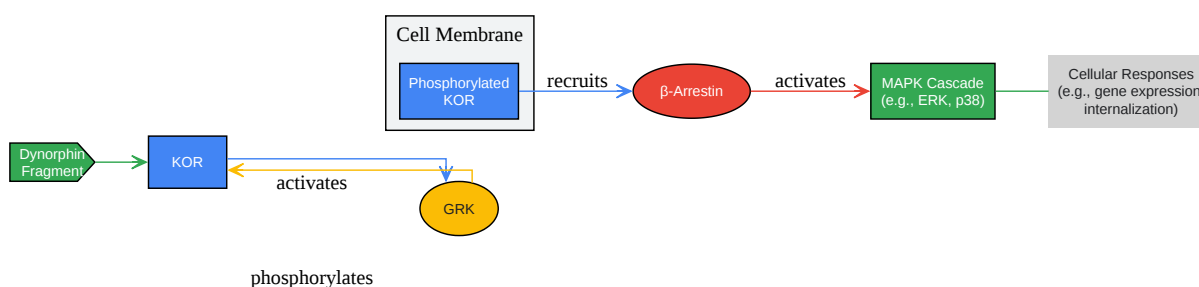 Cell Membrane
Phosphorylated
KOR
recruits
β-Arrestin
activates
MAPK Cascade
(e.g., ERK, p38)
Cellular Responses
(e.g., gene expression
internalization)
Dynorphin
Fragment
KOR
activates
GRK
phosphorylates